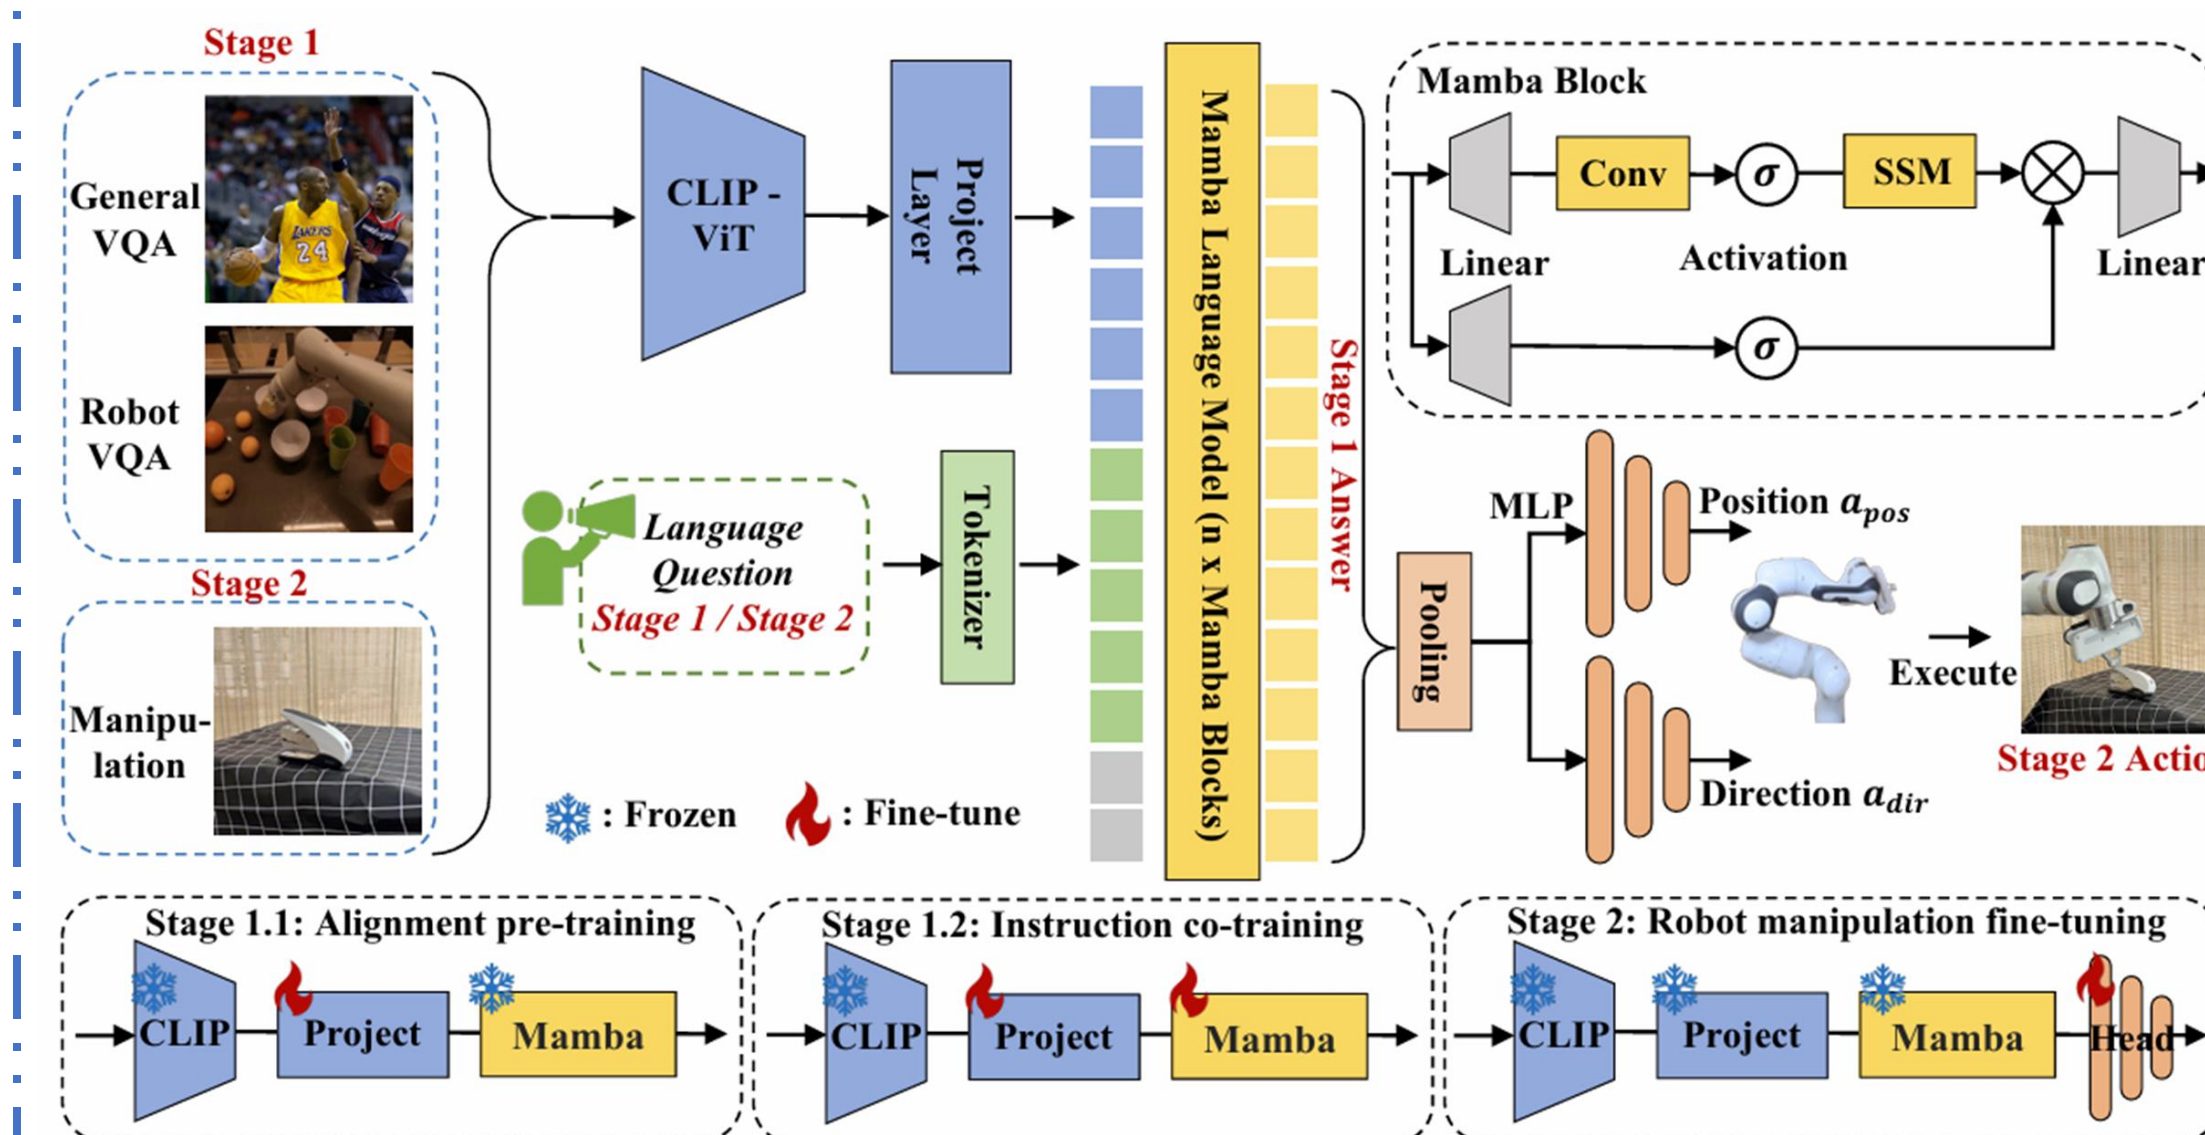 Stage 1
General
VQA
LAKERS
24
Robot
VQA
Stage 2
Manipu-
lation
CLIP -
ViT
Project
Layer
Language
Question
Stage 1 / Stage 2
Tokenizer
: Frozen
: Fine-tune
Mamba Language Model (n x Mamba Blocks)
Stage 1 Answer
Mamba Block
Conv
σ
SSM
Linear
Activation
Linear
σ
Pooling
MLP
Position a_pos
Execute
Direction a_dir
Stage 2 Actio
Stage 1.1: Alignment pre-training
CLIP
Project
Mamba
Stage 1.2: Instruction co-training
CLIP
Project
Mamba
Stage 2: Robot manipulation fine-tuning
CLIP
Project
Mamba
Head